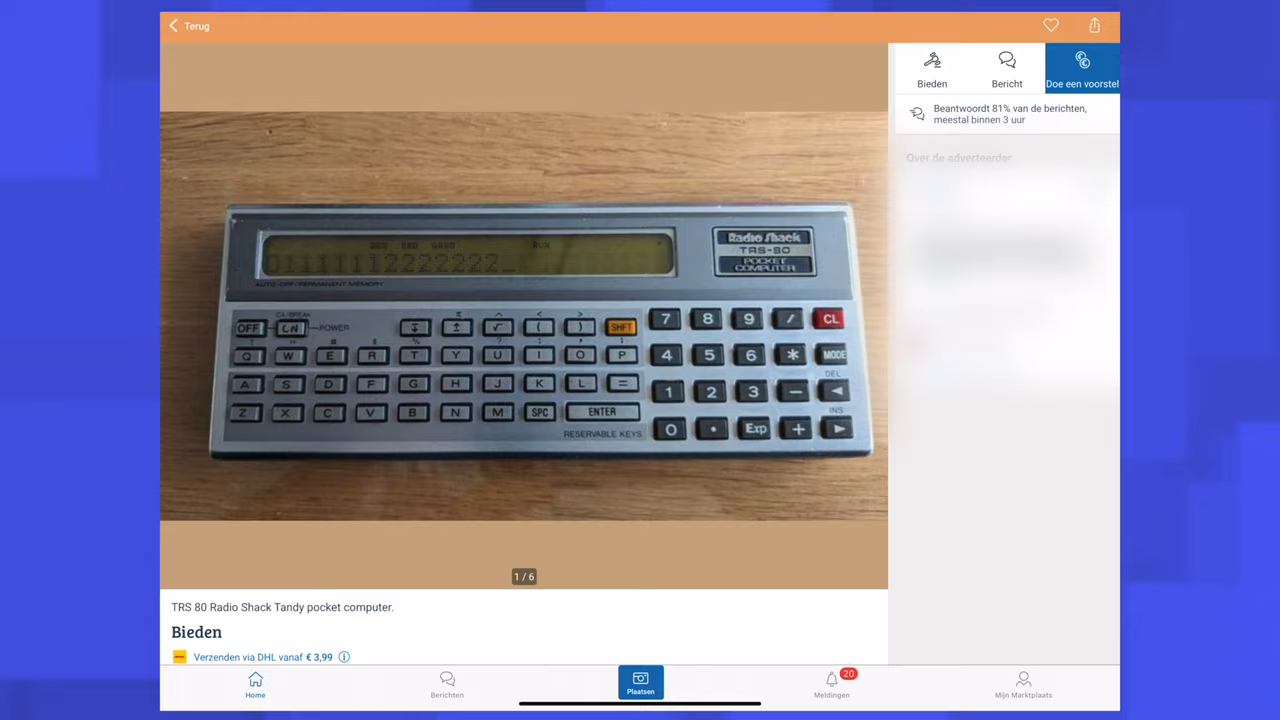 Terug
Bieden
Bericht
Doe een voorstel
Beantwoordt 81% van de berichten,
meestal binnen 3 uur
Over de adverteerder
DEG RAD GRAD RUN
Radio Shack
TRS-80
POCKET
COMPUTER
AUTO-OFF/PERMANENT MEMORY
CA/BREAK
OFF ON POWER
( ) SHFT 7 8 9 / CL
Q W E R T Y U I O P 4 5 6 * MODE
DEL
A S D F G H J K L = 1 2 3 −
INS
Z X C V B N M SPC ENTER
RESERVABLE KEYS
0 • Exp +
1 / 6
TRS 80 Radio Shack Tandy pocket computer.
Bieden
Verzenden via DHL vanaf € 3,99
Home
Berichten
Plaatsen
20
Meldingen
Mijn Marktplaats